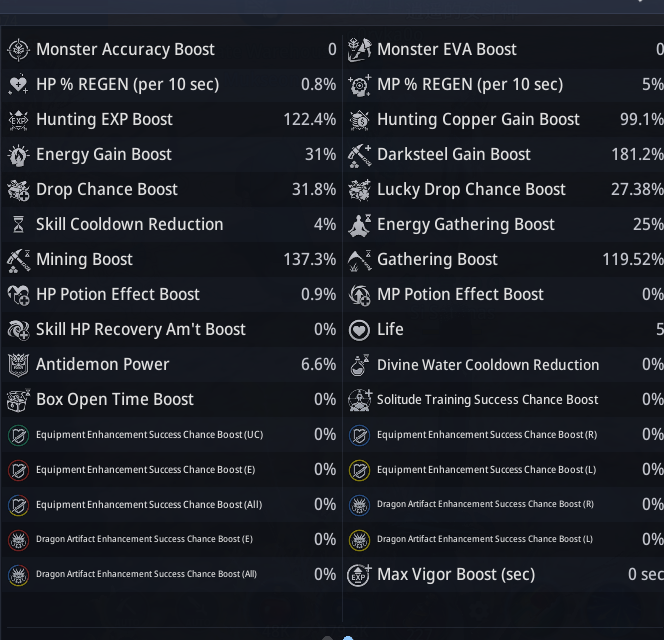 Monster Accuracy Boost 0 Monster EVA Boost 0
HP % REGEN (per 10 sec) 0.8% MP % REGEN (per 10 sec) 5%
Hunting EXP Boost 122.4% Hunting Copper Gain Boost 99.1%
Energy Gain Boost 31% Darksteel Gain Boost 181.2%
Drop Chance Boost 31.8% Lucky Drop Chance Boost 27.38%
Skill Cooldown Reduction 4% Energy Gathering Boost 25%
Mining Boost 137.3% Gathering Boost 119.52%
HP Potion Effect Boost 0.9% MP Potion Effect Boost 0%
Skill HP Recovery Am't Boost 0% Life 5
Antidemon Power 6.6% Divine Water Cooldown Reduction 0%
Box Open Time Boost 0% Solitude Training Success Chance Boost 0%
Equipment Enhancement Success Chance Boost (UC) 0% Equipment Enhancement Success Chance Boost (R) 0%
Equipment Enhancement Success Chance Boost (E) 0% Equipment Enhancement Success Chance Boost (L) 0%
Equipment Enhancement Success Chance Boost (All) 0% Dragon Artifact Enhancement Success Chance Boost (R) 0%
Dragon Artifact Enhancement Success Chance Boost (E) 0% Dragon Artifact Enhancement Success Chance Boost (L) 0%
Dragon Artifact Enhancement Success Chance Boost (All) 0% Max Vigor Boost (sec) 0 sec